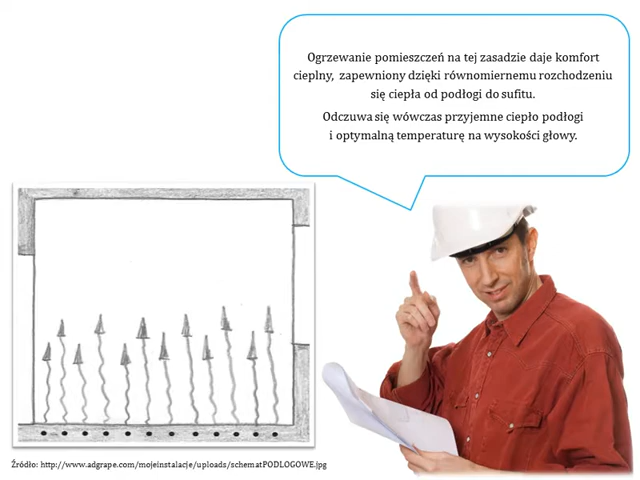 Ogrzewanie pomieszczeń na tej zasadzie daje komfort
cieplny, zapewniony dzięki równomiernemu rozchodzeniu
się ciepła od podłogi do sufitu.
Odczuwa się wówczas przyjemne ciepło podłogi
i optymalną temperaturę na wysokości głowy.
Źródło: http://www.adgrape.com/mojeinstalacje/uploads/schematPODLOGOWE.jpg